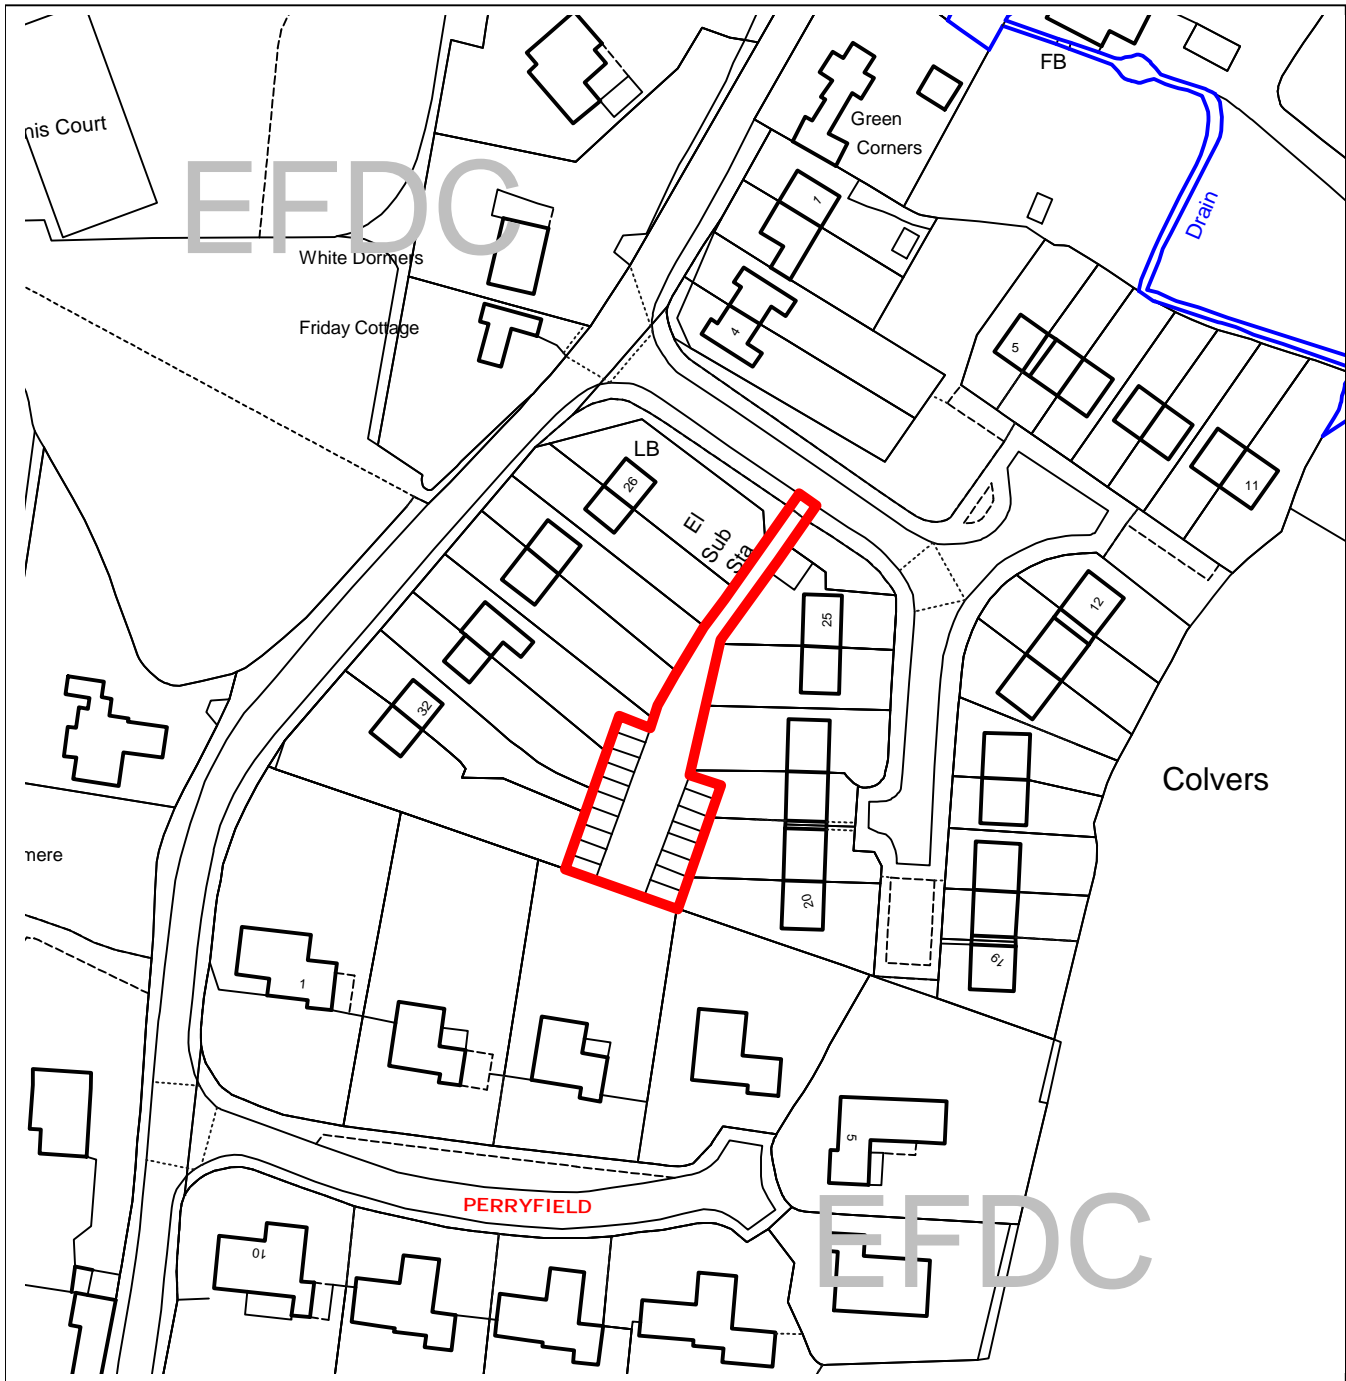 FB
Green
Corners
nis Court
EFDC
1
Drain
White Dormers
Friday Cottage
4
5
LB
26
11
El
Sub
Sta
12
25
32
Colvers
mere
20
19
1
5
PERRYFIELD
EFDC
10